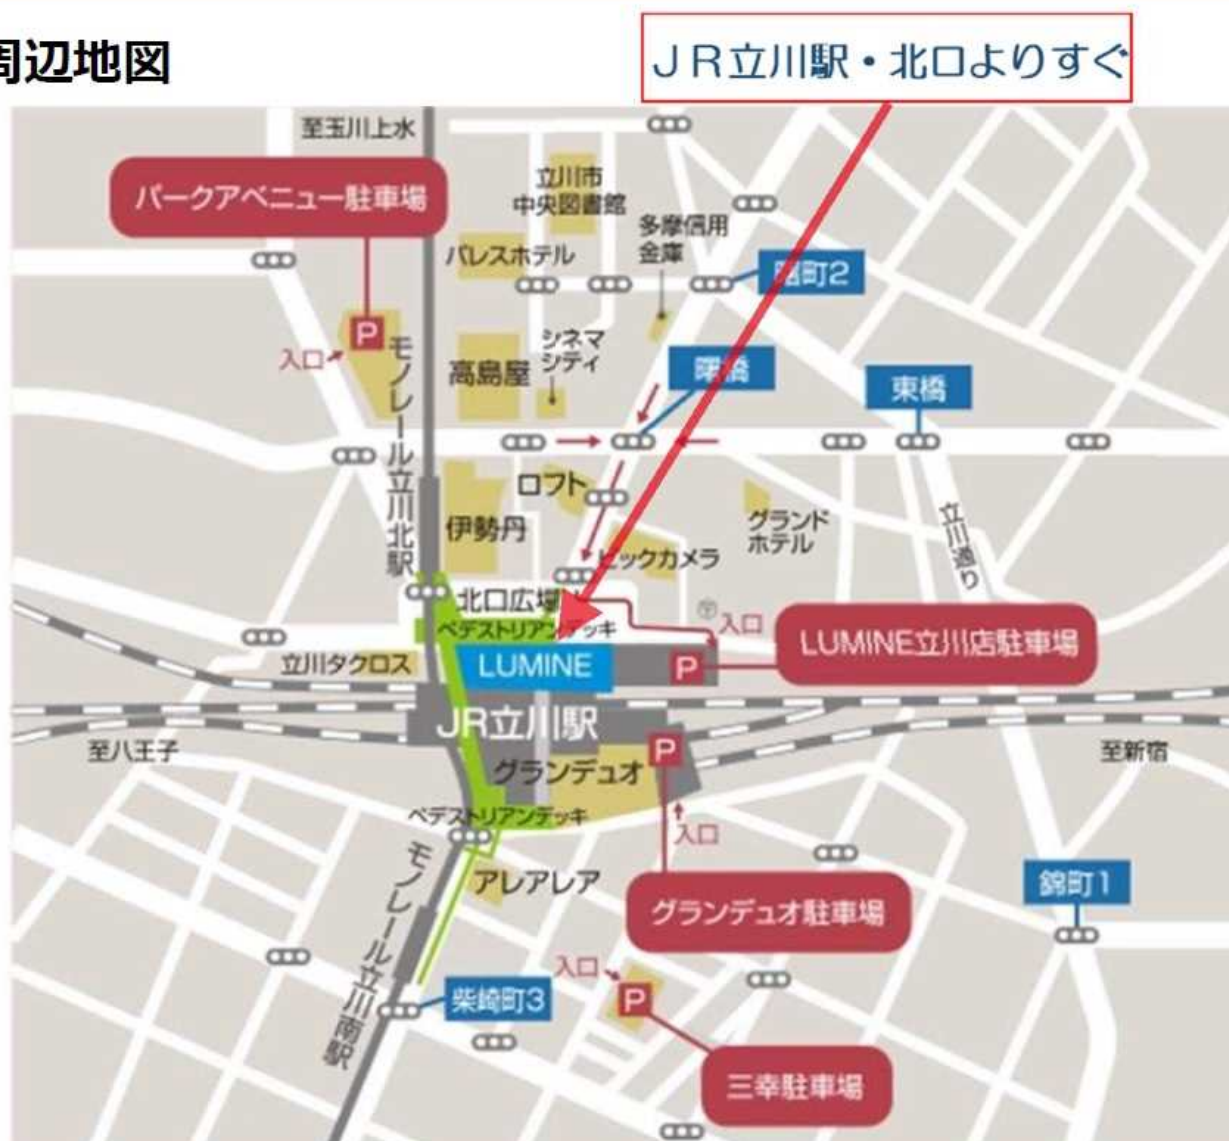 周辺地図
JR立川駅・北口よりすぐ
至玉川上水
パークアベニュー駐車場
立川市
中央図書館
多摩信用
金庫
パレスホテル
曙町2
P
入口
モノレール立川北駅
高島屋
シネマ
シティ
曙橋
東橋
ロフト
伊勢丹
グランド
ホテル
立川通り
ビックカメラ
北口広場
ペデストリアンデッキ
〒
入口
LUMINE立川店駐車場
立川タクロス
LUMINE
P
JR立川駅
至八王子
P
至新宿
グランデュオ
ペデストリアンデッキ
入口
モノレール立川南駅
アレアレア
グランデュオ駐車場
錦町1
入口
柴崎町3
P
三幸駐車場